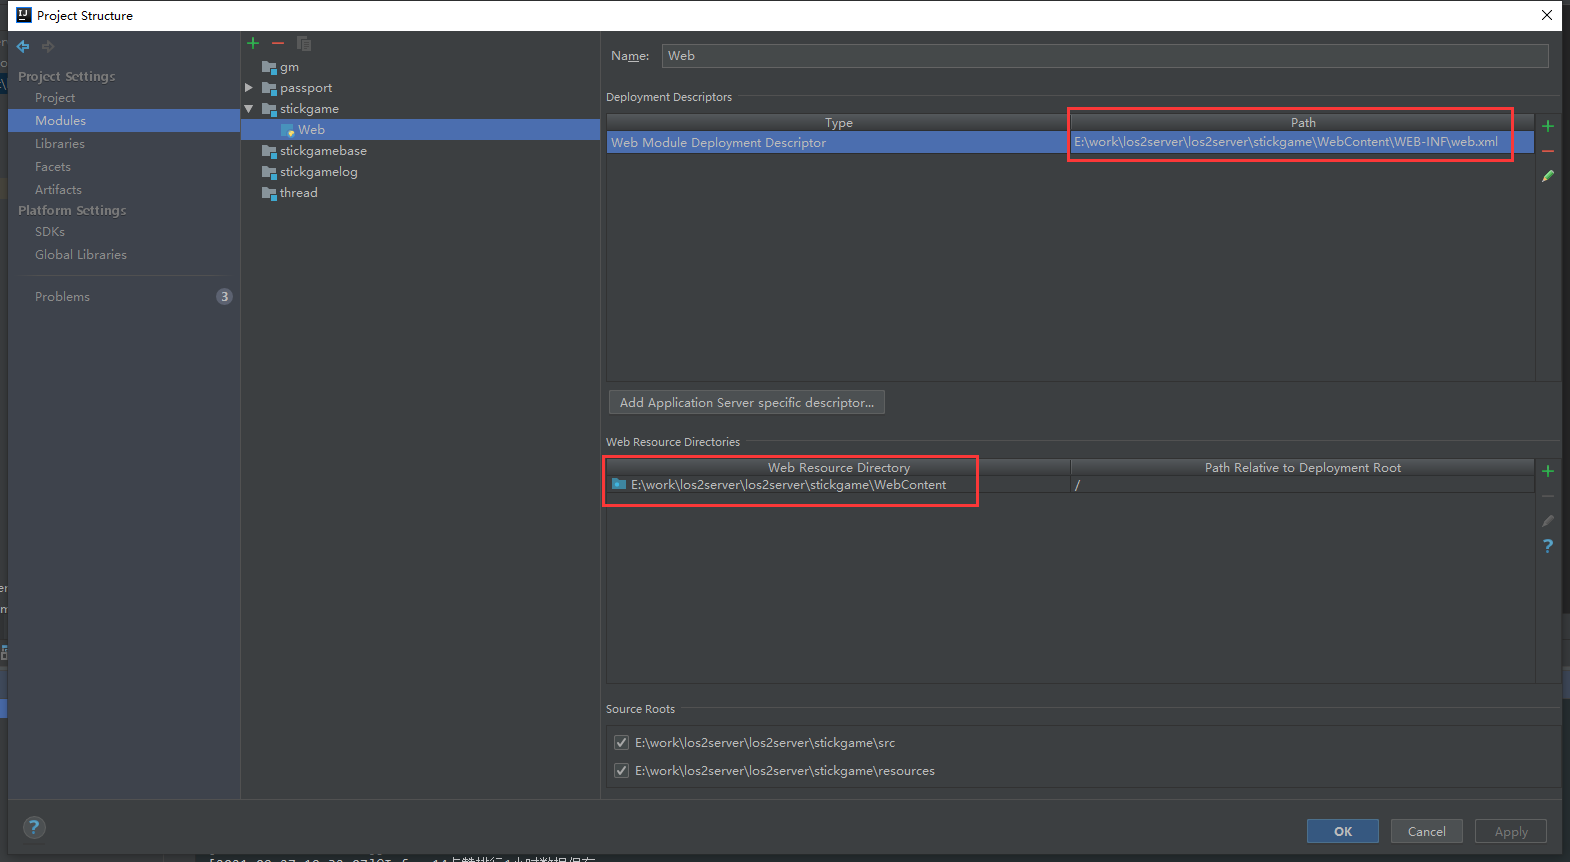 Project Structure
Project Settings
Project
Modules
Libraries
Facets
Artifacts
Platform Settings
SDKs
Global Libraries
Problems
3
gm
passport
stickgame
Web
stickgamebase
stickgamelog
thread
Name:
Web
Deployment Descriptors
Type
Path
Web Module Deployment Descriptor
E:\work\los2server\los2server\stickgame\WebContent\WEB-INF\web.xml
Add Application Server specific descriptor...
Web Resource Directories
Web Resource Directory
Path Relative to Deployment Root
E:\work\los2server\los2server\stickgame\WebContent
/
Source Roots
E:\work\los2server\los2server\stickgame\src
E:\work\los2server\los2server\stickgame\resources
?
OK
Cancel
Apply